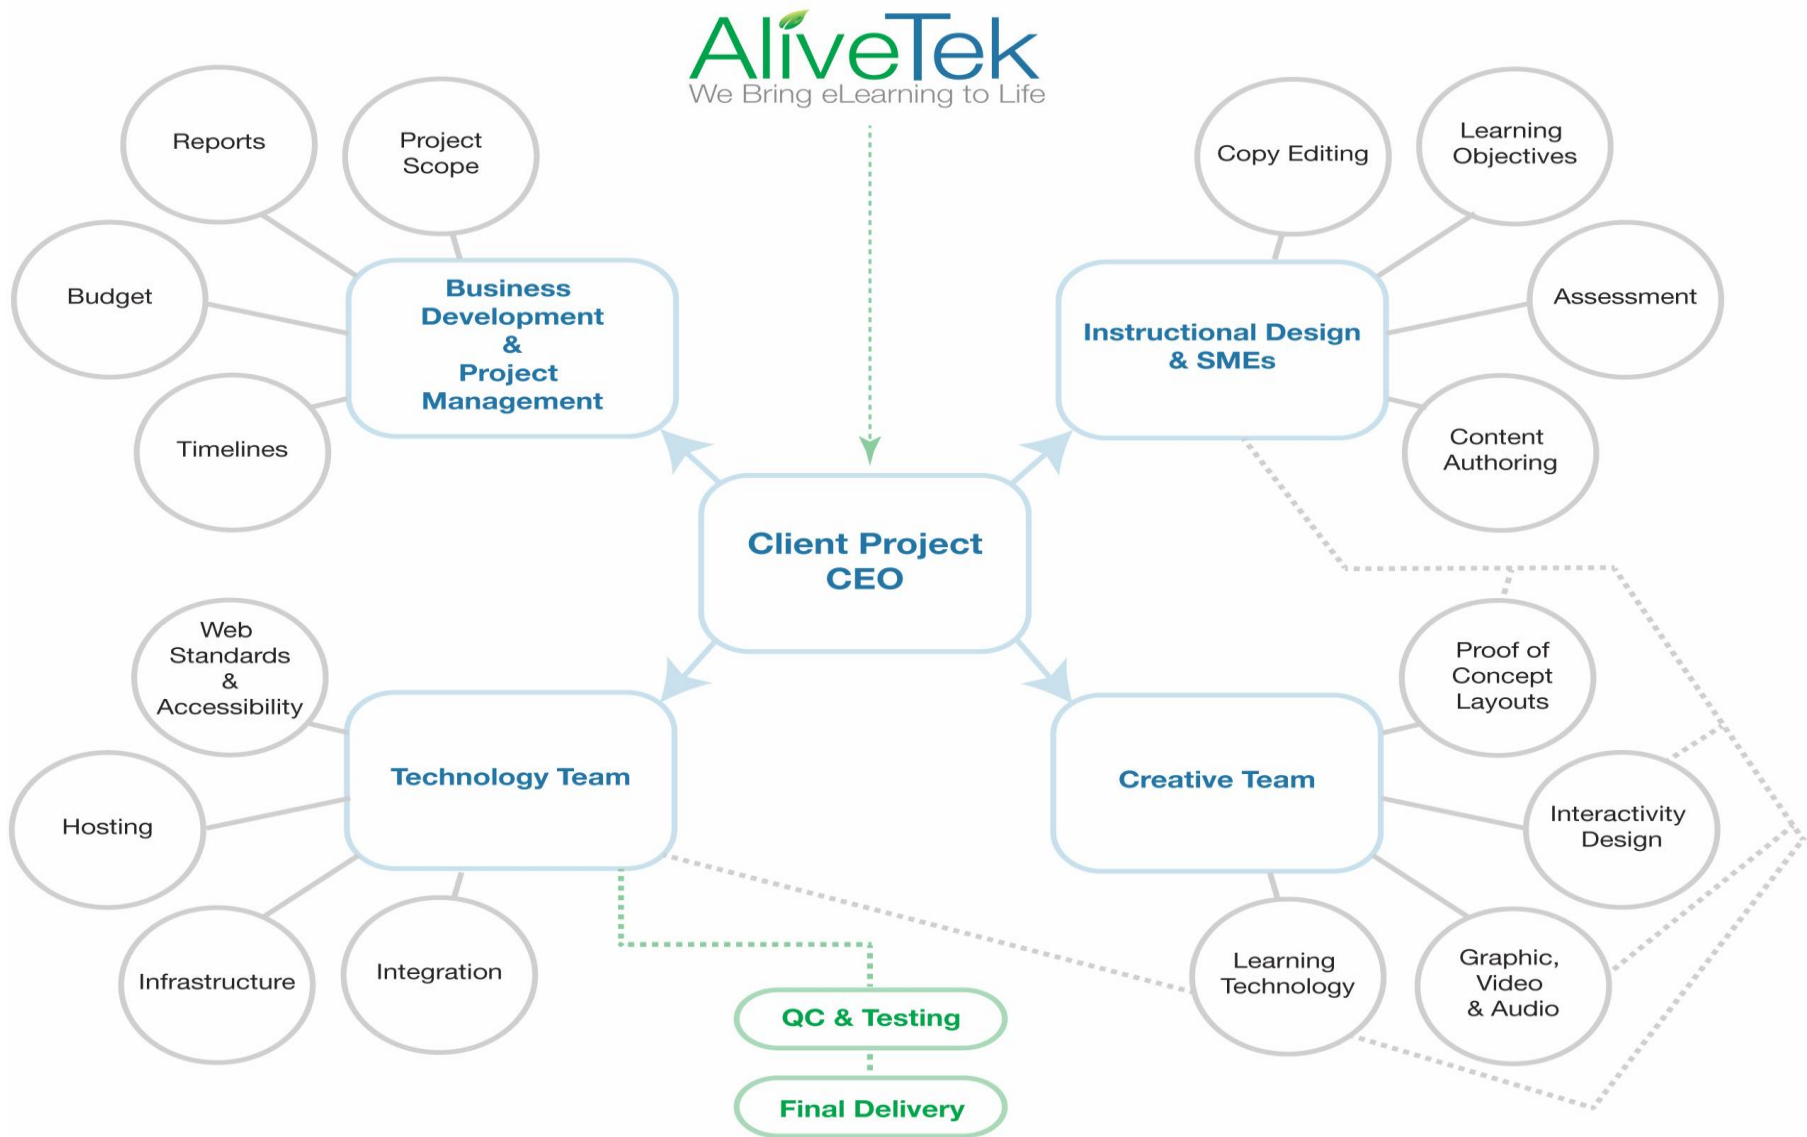 AliveTek
We Bring eLearning to Life
Reports
Project
Scope
Budget
Timelines
Business
Development
&
Project
Management
Copy Editing
Learning
Objectives
Assessment
Content
Authoring
Instructional Design
& SMEs
Client Project
CEO
Web
Standards
&
Accessibility
Hosting
Infrastructure
Integration
Technology Team
Creative Team
Proof of
Concept
Layouts
Interactivity
Design
Graphic,
Video
& Audio
Learning
Technology
QC & Testing
Final Delivery